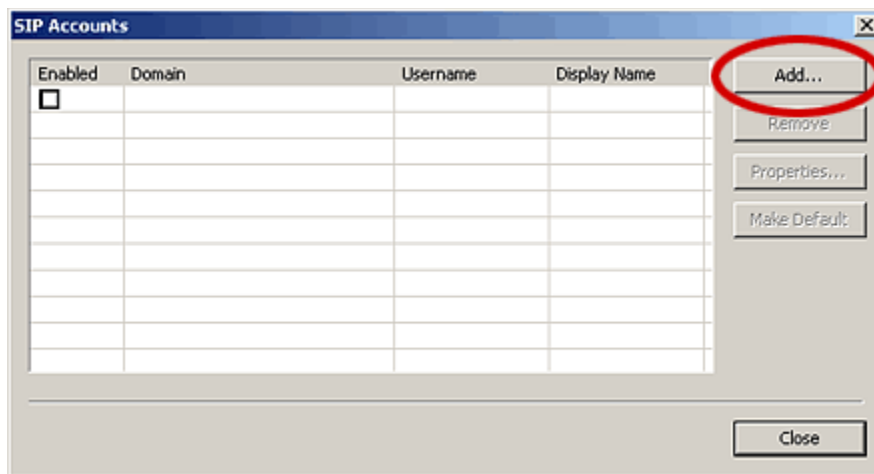 SIP Accounts
Enabled Domain Username Display Name
Add...
Remove
Properties...
Make Default
Close